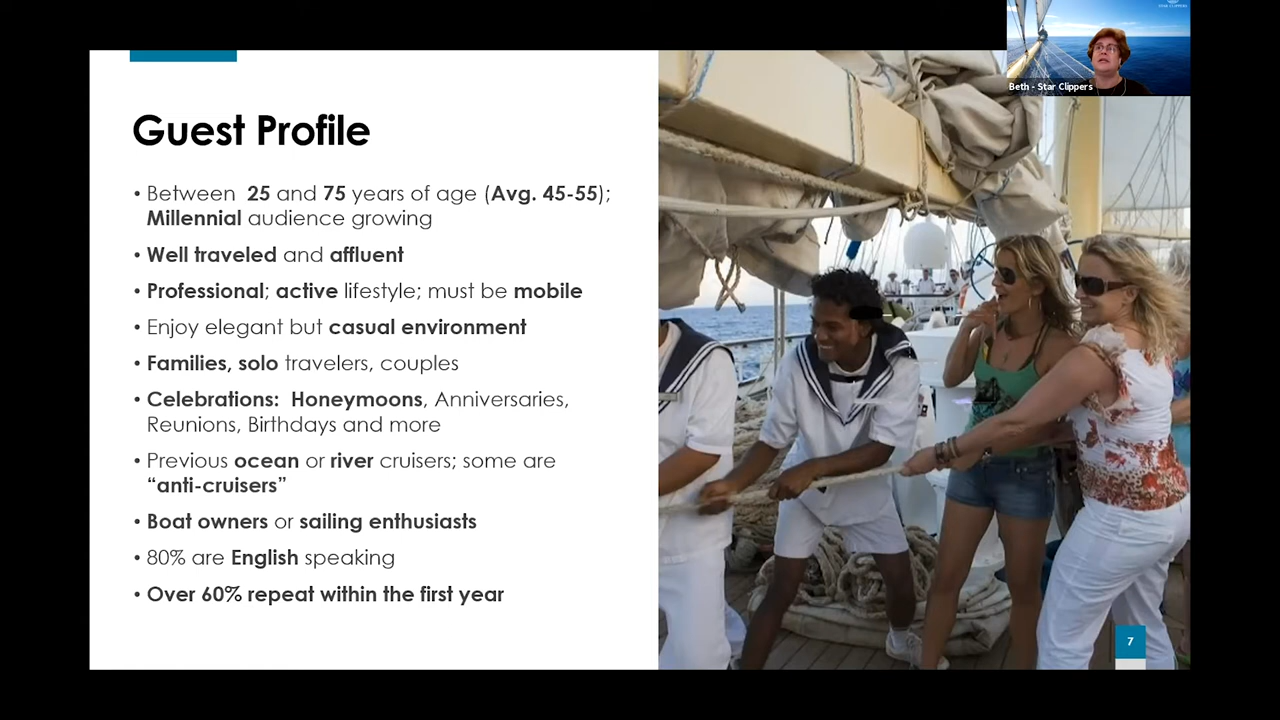 STAR CLIPPERS
Beth - Star Clippers
Guest Profile
• Between 25 and 75 years of age (Avg. 45-55);
Millennial audience growing
• Well traveled and affluent
• Professional; active lifestyle; must be mobile
• Enjoy elegant but casual environment
• Families, solo travelers, couples
• Celebrations: Honeymoons, Anniversaries,
Reunions, Birthdays and more
• Previous ocean or river cruisers; some are
“anti-cruisers”
• Boat owners or sailing enthusiasts
• 80% are English speaking
• Over 60% repeat within the first year
7